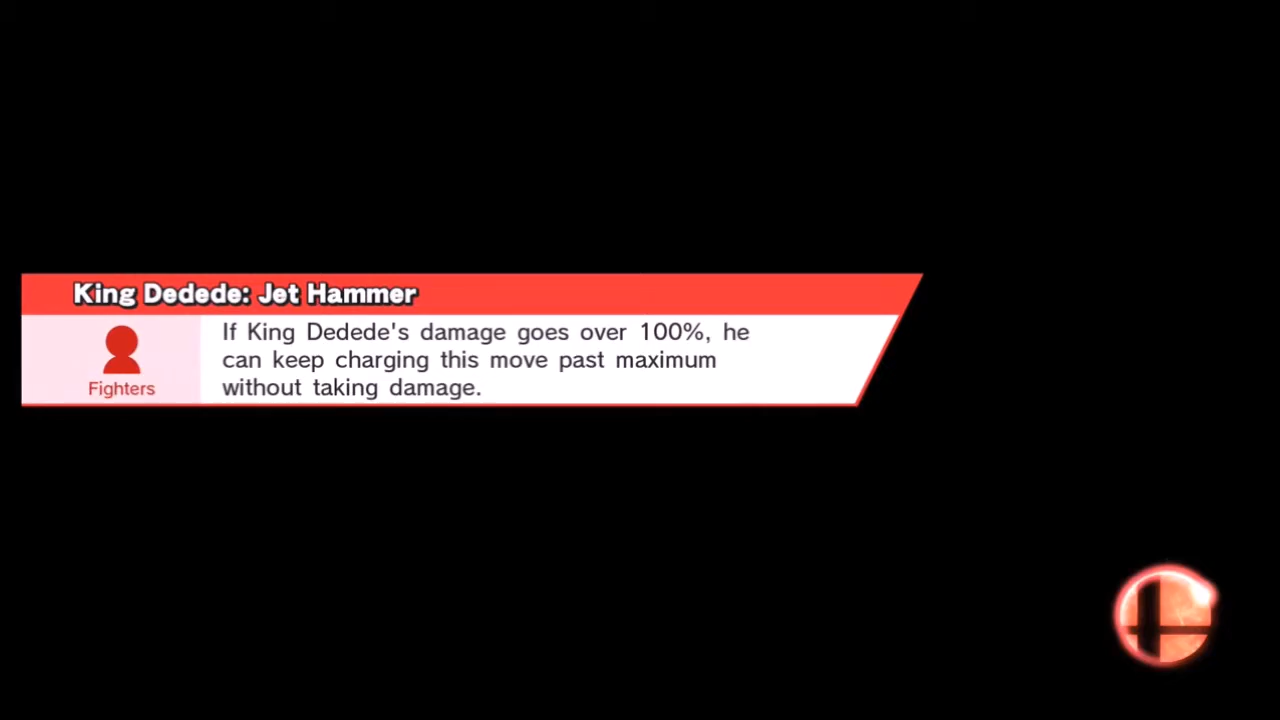 King Dedede: Jet Hammer
Fighters
If King Dedede's damage goes over 100%, he
can keep charging this move past maximum
without taking damage.